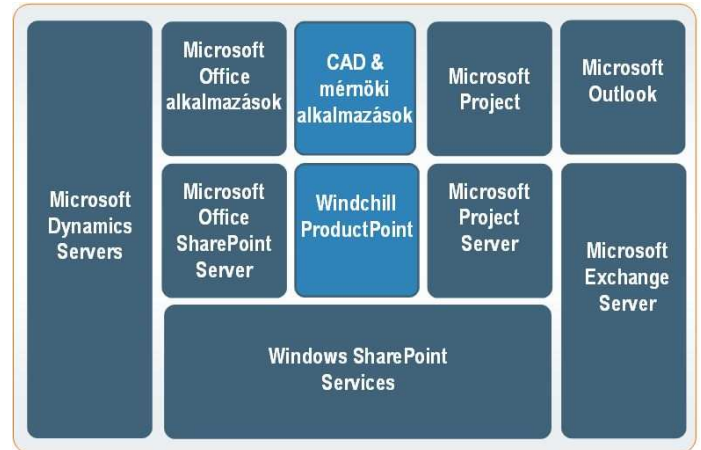 Microsoft
Dynamics
Servers
Microsoft
Office
alkalmazások
CAD &
mérnöki
alkalmazások
Microsoft
Project
Microsoft
Outlook
Microsoft
Office
SharePoint
Server
Windchill
ProductPoint
Microsoft
Project
Server
Microsoft
Exchange
Server
Windows SharePoint
Services